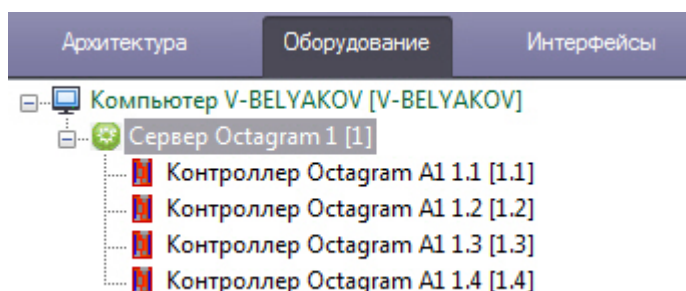 Архитектура Оборудование Интерфейсы
Компьютер V-BELYAKOV [V-BELYAKOV]
Сервер Octagram 1 [1]
Контроллер Octagram A1 1.1 [1.1]
Контроллер Octagram A1 1.2 [1.2]
Контроллер Octagram A1 1.3 [1.3]
Контроллер Octagram A1 1.4 [1.4]